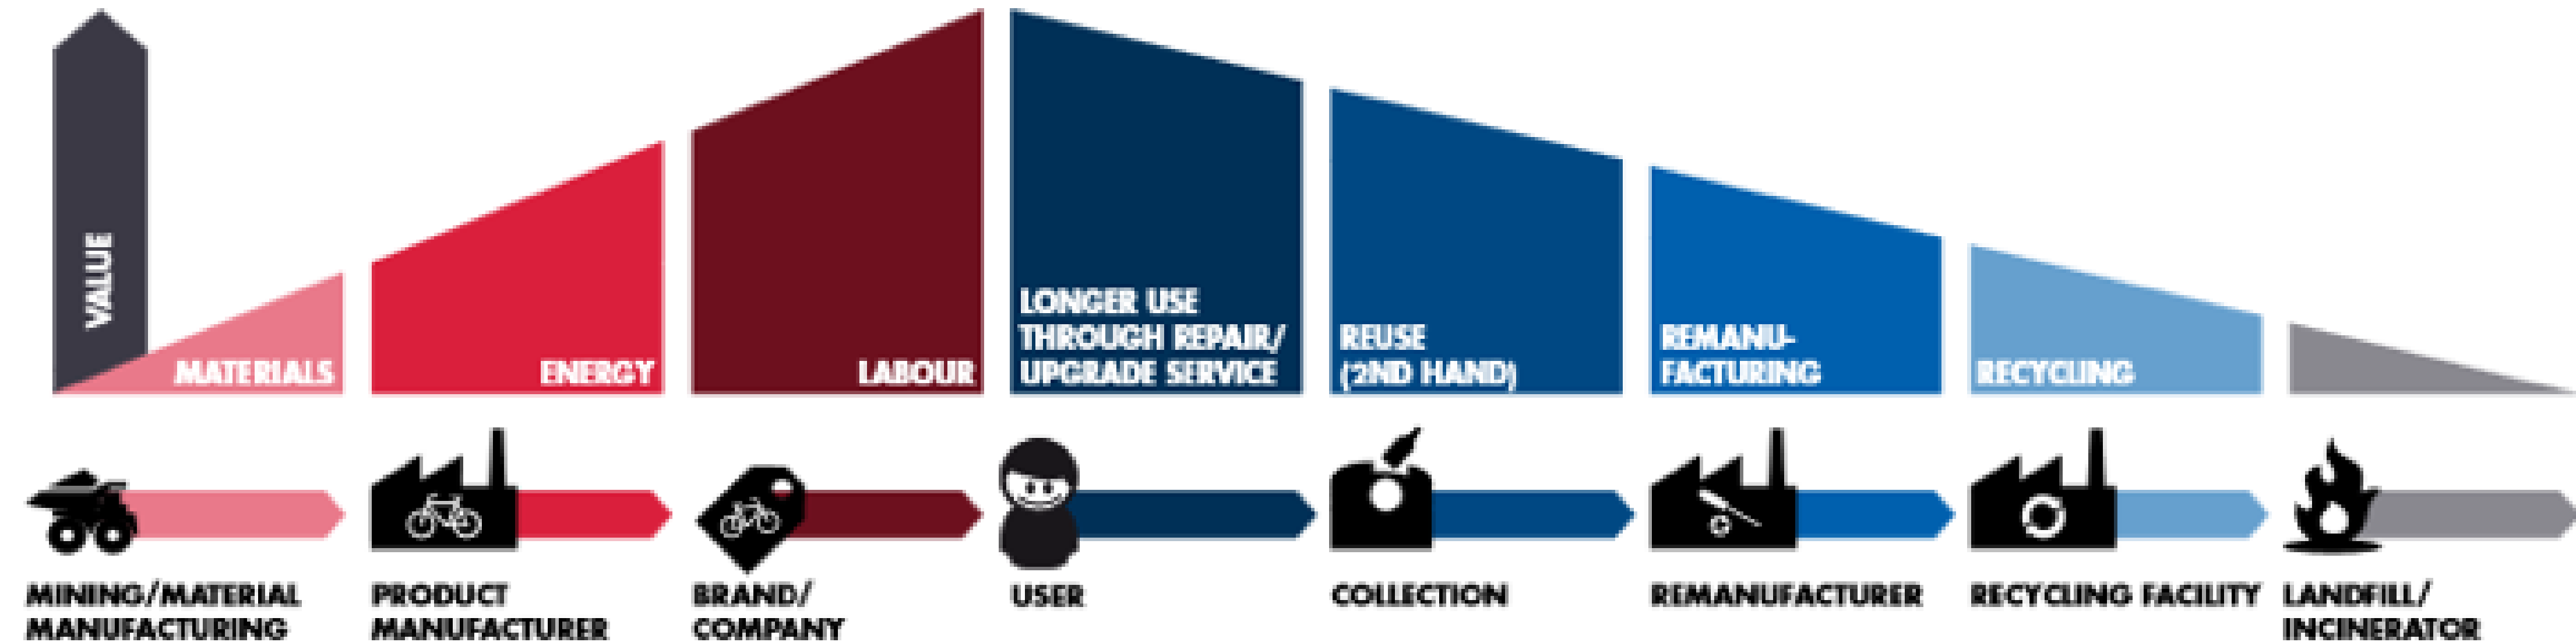 VALUE
MATERIALS
ENERGY
LABOUR
LONGER USE
THROUGH REPAIR/
UPGRADE SERVICE
REUSE
(2ND HAND)
REMANU-
FACTURING
RECYCLING
MINING/MATERIAL
MANUFACTURING
PRODUCT
MANUFACTURER
BRAND/
COMPANY
USER
COLLECTION
REMANUFACTURER
RECYCLING FACILITY
LANDFILL/
INCINERATOR